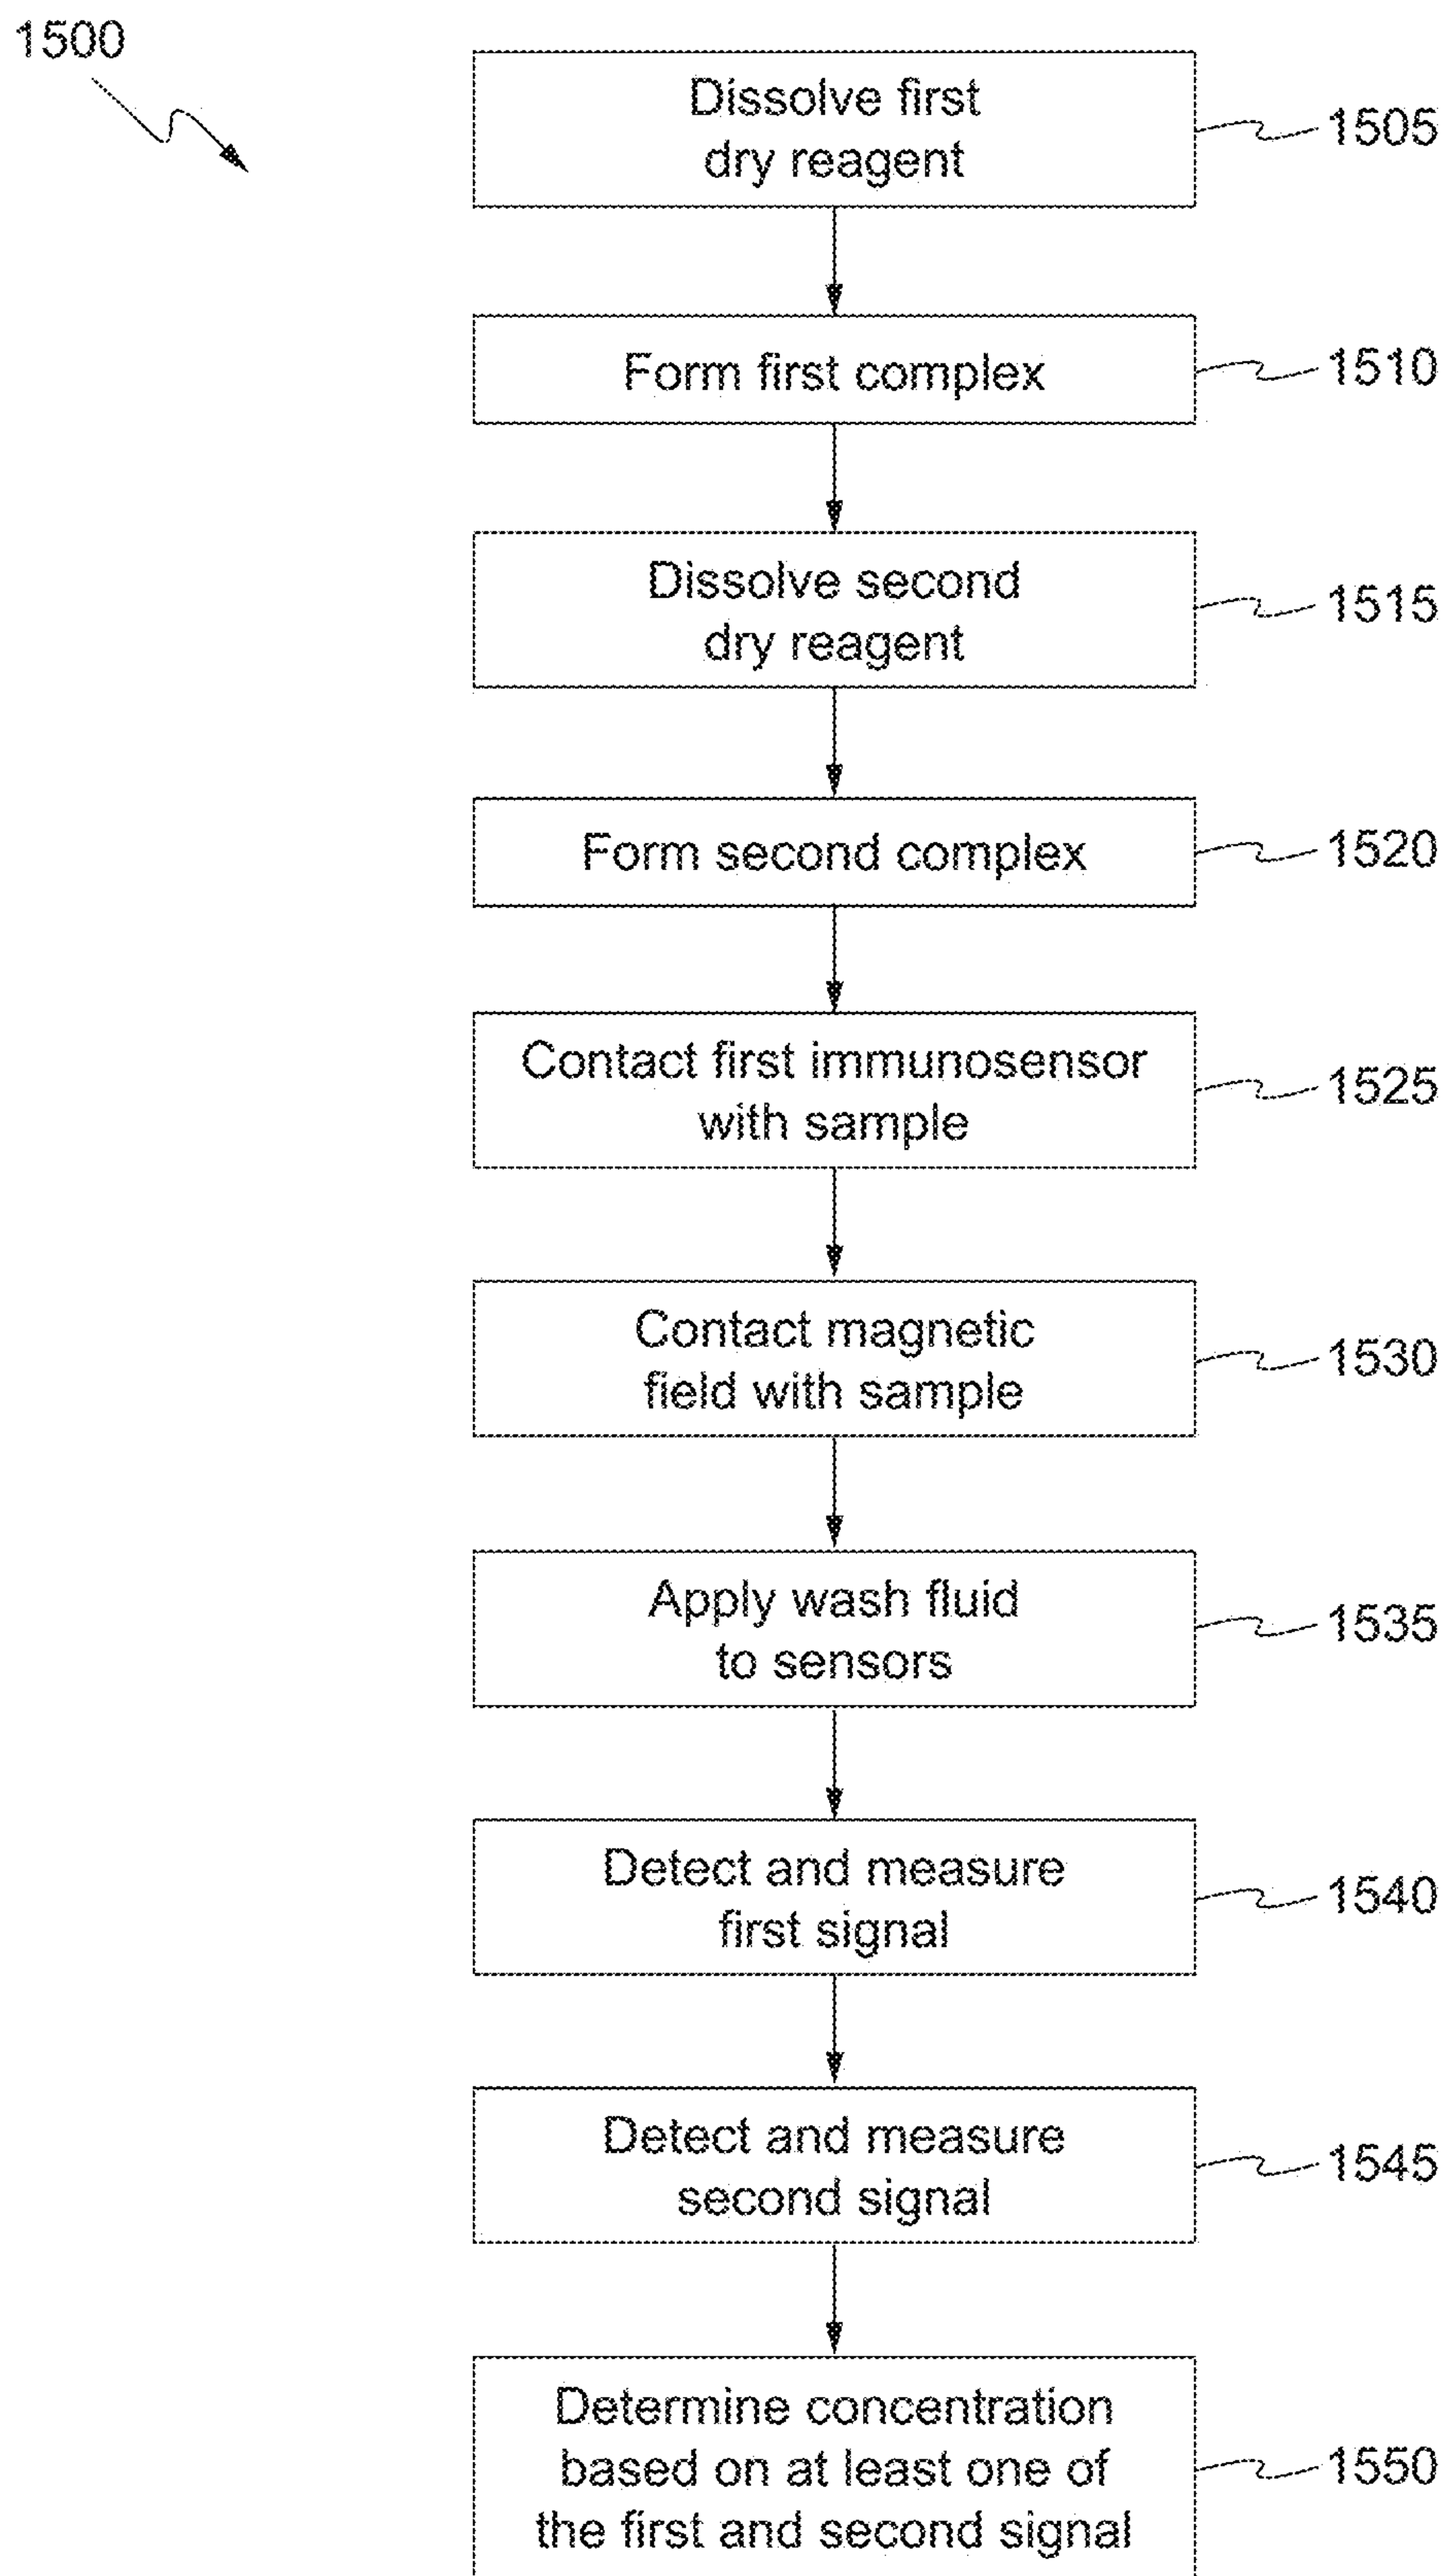 1500
Dissolve first
dry reagent
1505
Form first complex
1510
Dissolve second
dry reagent
1515
Form second complex
1520
Contact first immunosensor
with sample
1525
Contact magnetic
field with sample
1530
Apply wash fluid
to sensors
1535
Detect and measure
first signal
1540
Detect and measure
second signal
1545
Determine concentration
based on at least one of
the first and second signal
1550